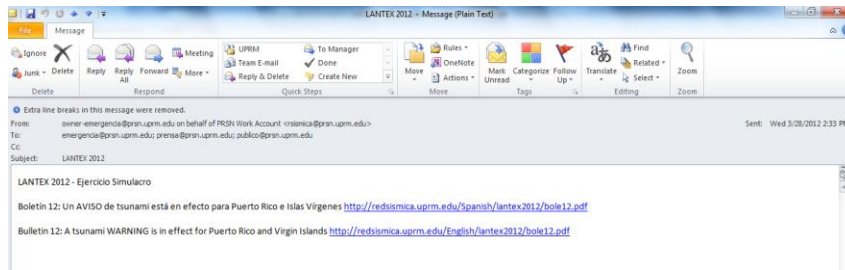 LANTEX 2012 - Message (Plain Text)
File Message
Ignore
Junk
Delete
Reply
Reply All
Forward
Meeting
More
UPRM
Team E-mail
Reply & Delete
To Manager
Done
Create New
Move
Rules
OneNote
Actions
Mark Unread
Categorize
Follow Up
Translate
Find
Related
Select
Zoom
Delete Respond Quick Steps Move Tags Editing Zoom
Extra line breaks in this message were removed.
From: owner-emergencia@prsn.uprm.edu on behalf of PRSN Work Account <rsismica@prsn.uprm.edu> Sent: Wed 3/28/2012 2:33 PM
To: emergencia@prsn.uprm.edu; prensa@prsn.uprm.edu; publico@prsn.uprm.edu
Cc:
Subject: LANTEX 2012
LANTEX 2012 - Ejercicio Simulacro
Boletín 12: Un AVISO de tsunami está en efecto para Puerto Rico e Islas Vírgenes http://redsismica.uprm.edu/Spanish/lantex2012/bole12.pdf
Bulletin 12: A tsunami WARNING is in effect for Puerto Rico and Virgin Islands http://redsismica.uprm.edu/English/lantex2012/bole12.pdf